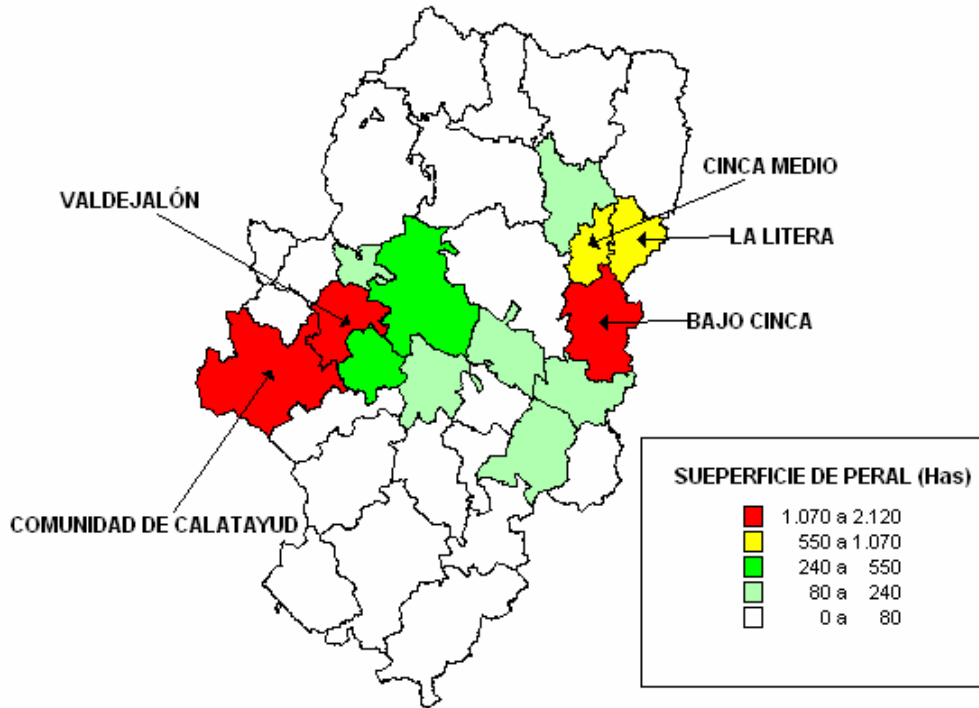 CINCA MEDIO
VALDEJALÓN
LA LITERA
BAJO CINCA
COMUNIDAD DE CALATAYUD
SUEPERFICIE DE PERAL (Has)
1.070 a 2.120
550 a 1.070
240 a 550
80 a 240
0 a 80